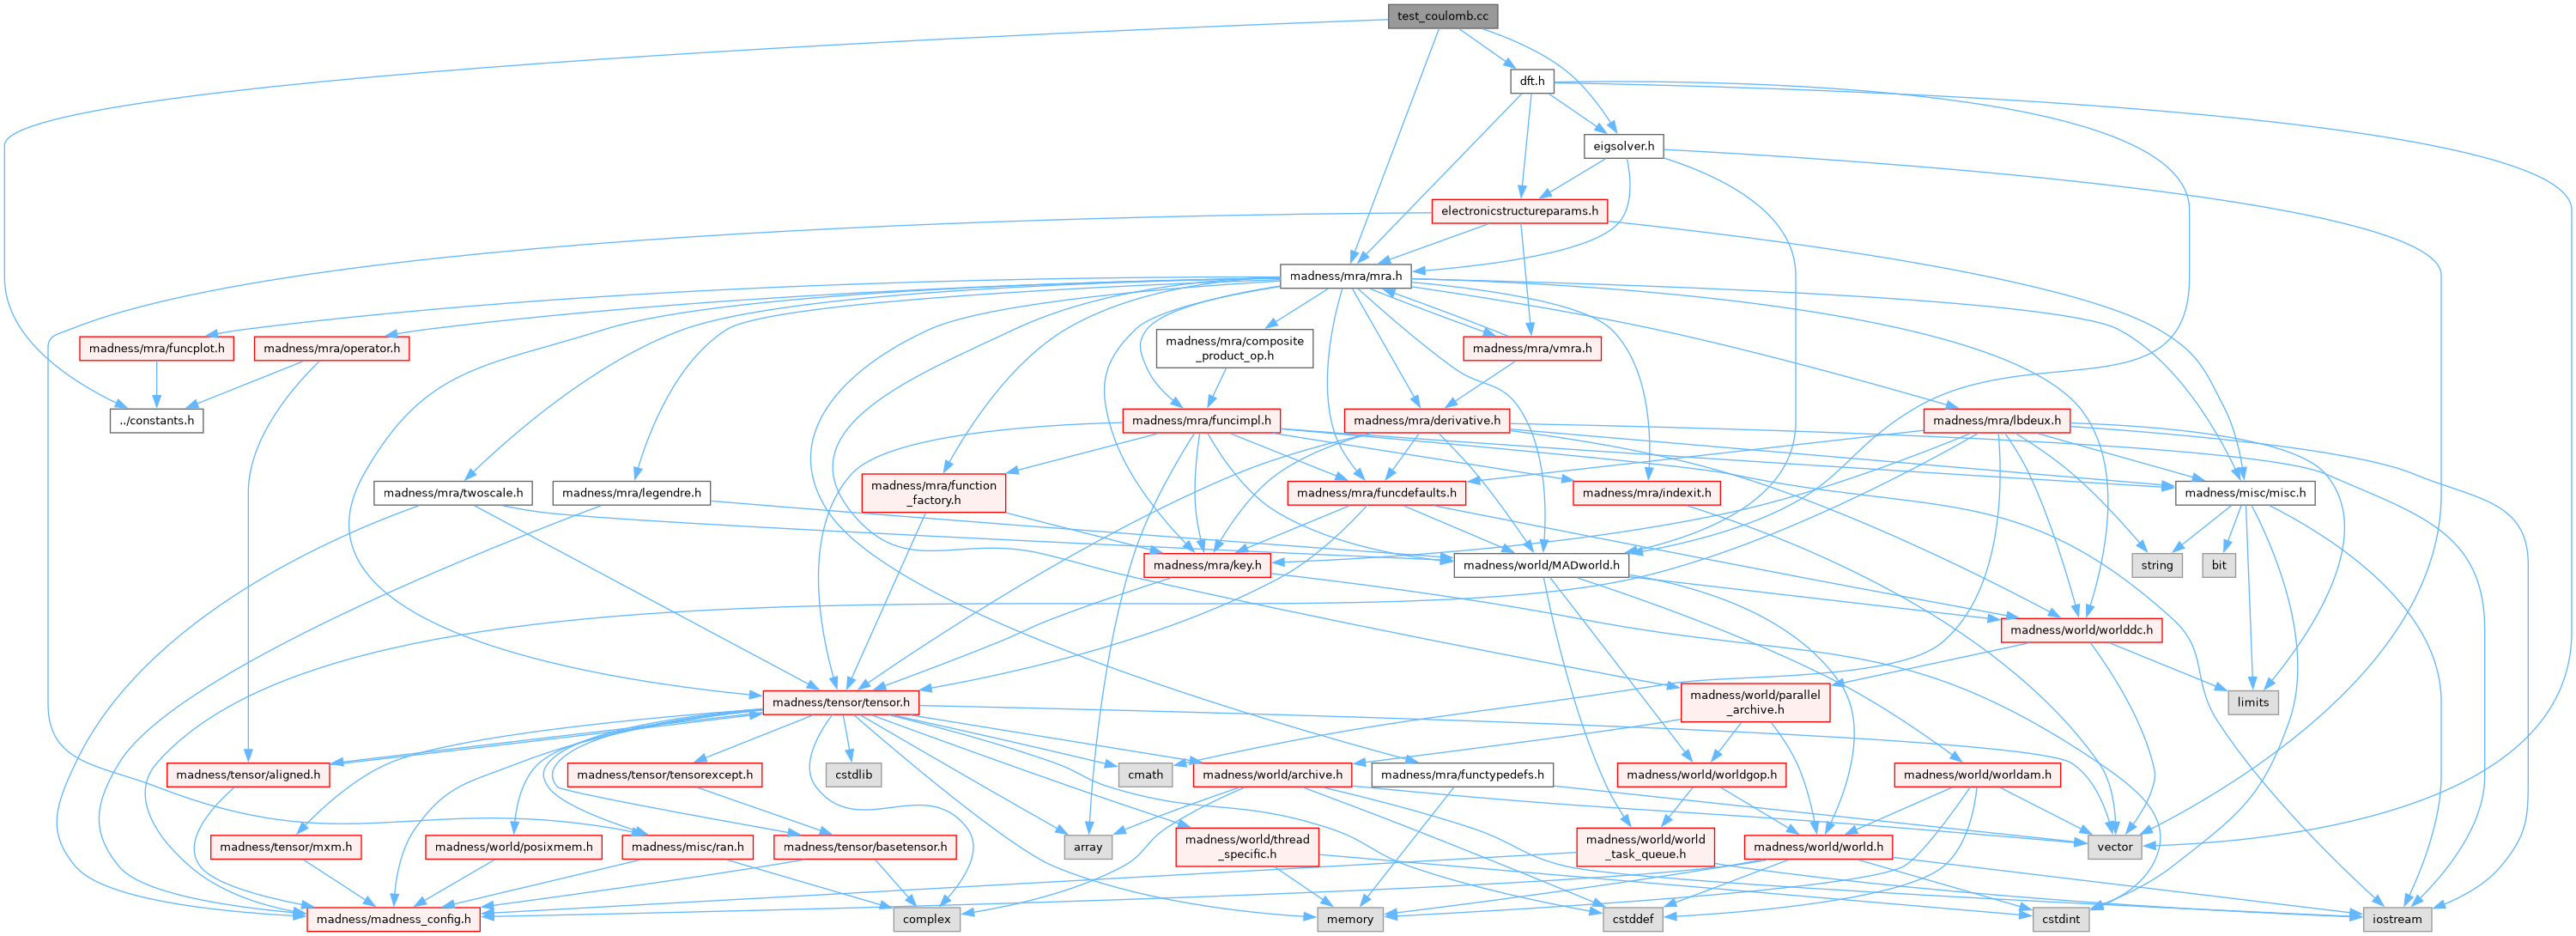 test_coulomb.cc
dft.h
eigsolver.h
electronicstructureparams.h
madness/mra/mra.h
madness/mra/funcplot.h
madness/mra/operator.h
madness/mra/composite
_product_op.h
madness/mra/vmra.h
../constants.h
madness/mra/funcimpl.h
madness/mra/derivative.h
madness/mra/lbdeux.h
madness/mra/twoscale.h
madness/mra/legendre.h
madness/mra/function
_factory.h
madness/mra/funcdefaults.h
madness/mra/indexit.h
madness/misc/misc.h
madness/mra/key.h
madness/world/MADworld.h
string
bit
madness/world/worlddc.h
madness/tensor/tensor.h
madness/world/parallel
_archive.h
limits
madness/tensor/aligned.h
madness/tensor/tensorexcept.h
cstdlib
cmath
madness/world/archive.h
madness/mra/functypedefs.h
madness/world/worldgop.h
madness/world/worldam.h
madness/tensor/mxm.h
madness/world/posixmem.h
madness/misc/ran.h
madness/tensor/basetensor.h
array
madness/world/thread
_specific.h
madness/world/world
_task_queue.h
madness/world/world.h
vector
madness/madness_config.h
complex
memory
cstddef
cstdint
iostream